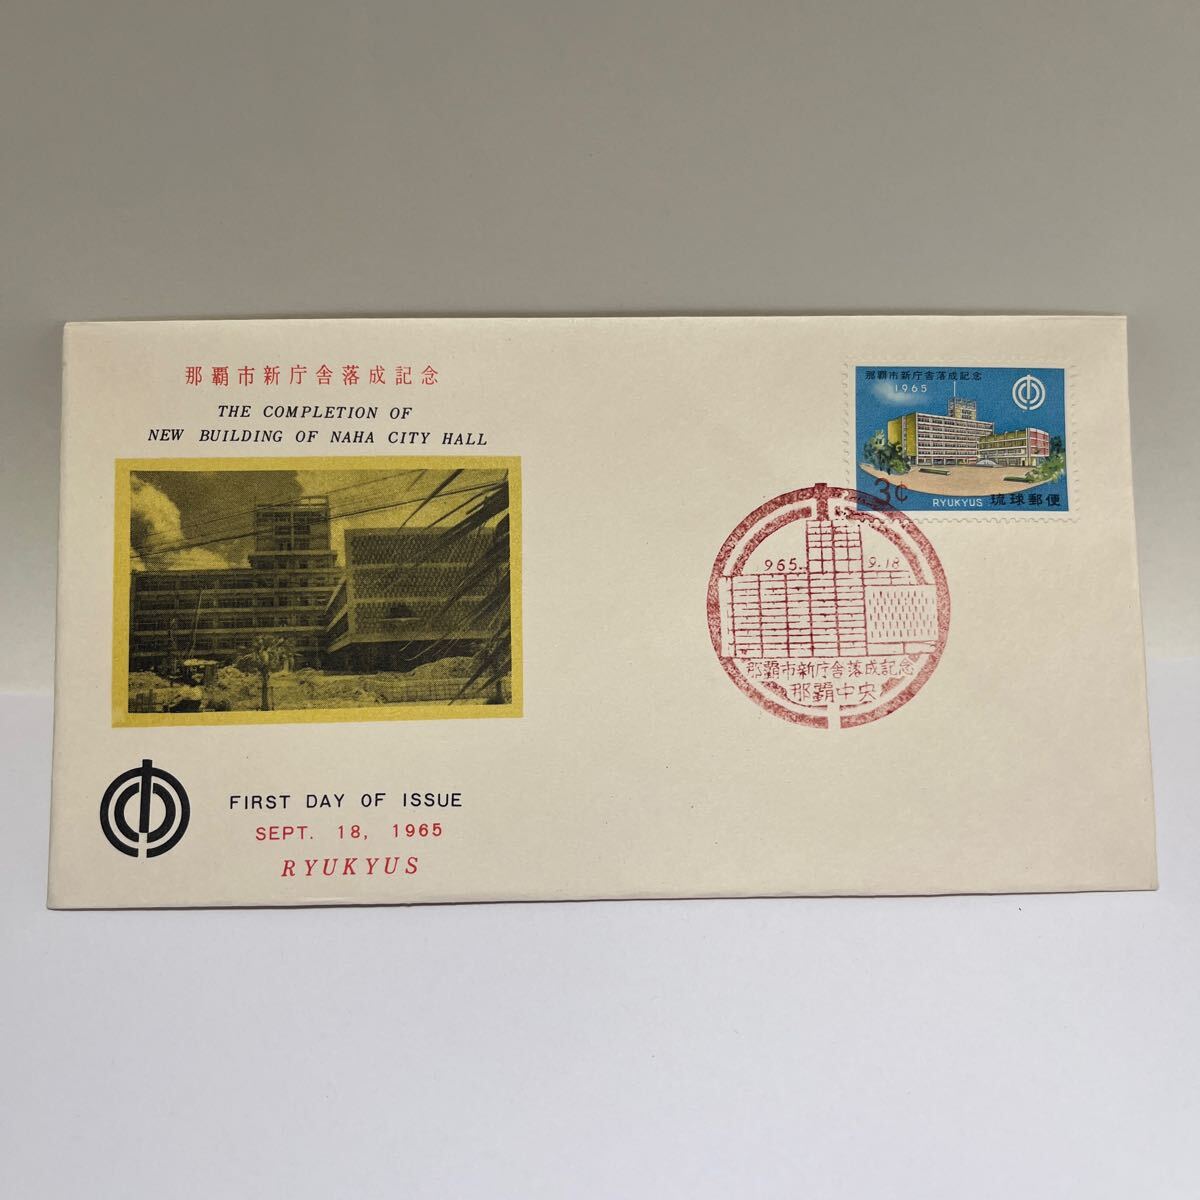 那覇市新庁舎落成記念
THE COMPLETION OF
NEW BUILDING OF NAHA CITY HALL
那覇市新庁舎落成記念
1965
3¢
RYUKYUS 琉球郵便
1965. 9.18
那覇市新庁舎落成記念
那覇中央
FIRST DAY OF ISSUE
SEPT. 18, 1965
RYUKYUS